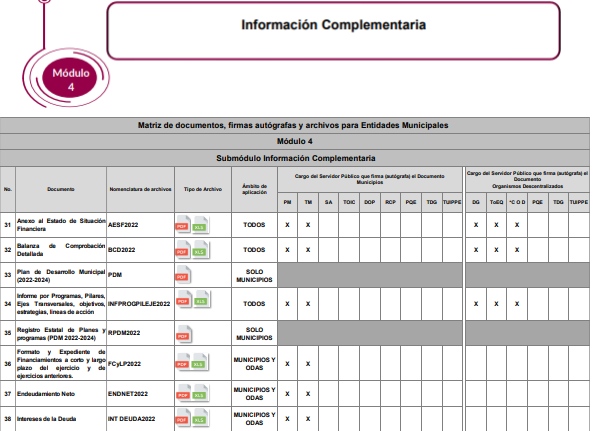 Información Complementaria
Módulo
4
Matriz de documentos, firmas autógrafas y archivos para Entidades Municipales
Módulo 4
Submódulo Información Complementaria
No.
Documento
Nomenclatura de archivos
Tipo de Archivo
Ámbito de
aplicación
Cargo del Servidor Público que firma (autógrafa) el Documento
Municipios
Cargo del Servidor Público que firma (autógrafa) el
Documento
Organismos Descentralizados
PM TM SA TOIC DOP RCP PQE TDG TUIPPE DG ToEQ *C O D PQE TDG TUIPPE
31 Anexo al Estado de Situación
Financiera
AESF2022 PDF XLS TODOS X X X X X
32 Balanza de Comprobación
Detallada
BCD2022 PDF XLS TODOS X X X X X
33 Plan de Desarrollo Municipal
(2022-2024)
PDM PDF SOLO
MUNICIPIOS
34 Informe por Programas, Pilares,
Ejes Transversales, objetivos,
estrategias, líneas de acción
INFPROGPILEJE2022 PDF XLS TODOS X X X X X
35 Registro Estatal de Planes y
programas (PDM 2022-2024)
RPDM2022 PDF SOLO
MUNICIPIOS
36 Formato y Expediente de
Financiamientos a corto y largo
plazo del ejercicio y de
ejercicios anteriores.
FCyLP2022 PDF XLS MUNICIPIOS Y
ODAS X X
37 Endeudamiento Neto ENDNET2022 PDF XLS MUNICIPIOS Y
ODAS X X
38 Intereses de la Deuda INT DEUDA2022 PDF XLS MUNICIPIOS Y
ODAS X X